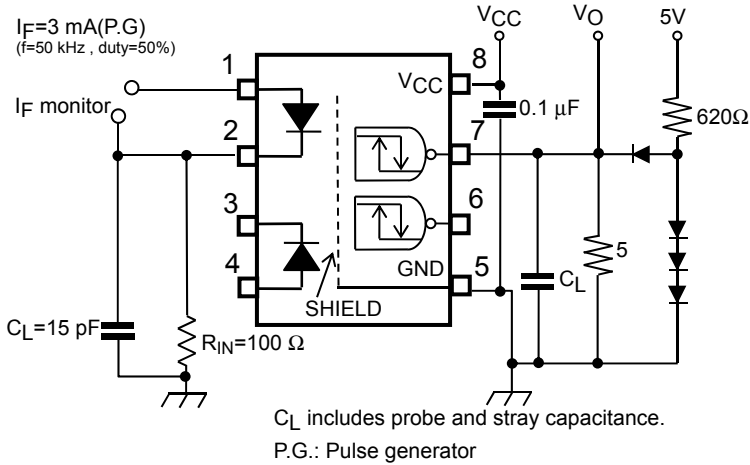 IF=3 mA(P.G)
(f=50 kHz , duty=50%)
VCC
VO
5V
1
8
VCC
IF monitor
0.1 μF
620Ω
2
7
3
6
4
GND
5
5
CL
SHIELD
CL=15 pF
RIN=100 Ω
CL includes probe and stray capacitance.
P.G.: Pulse generator